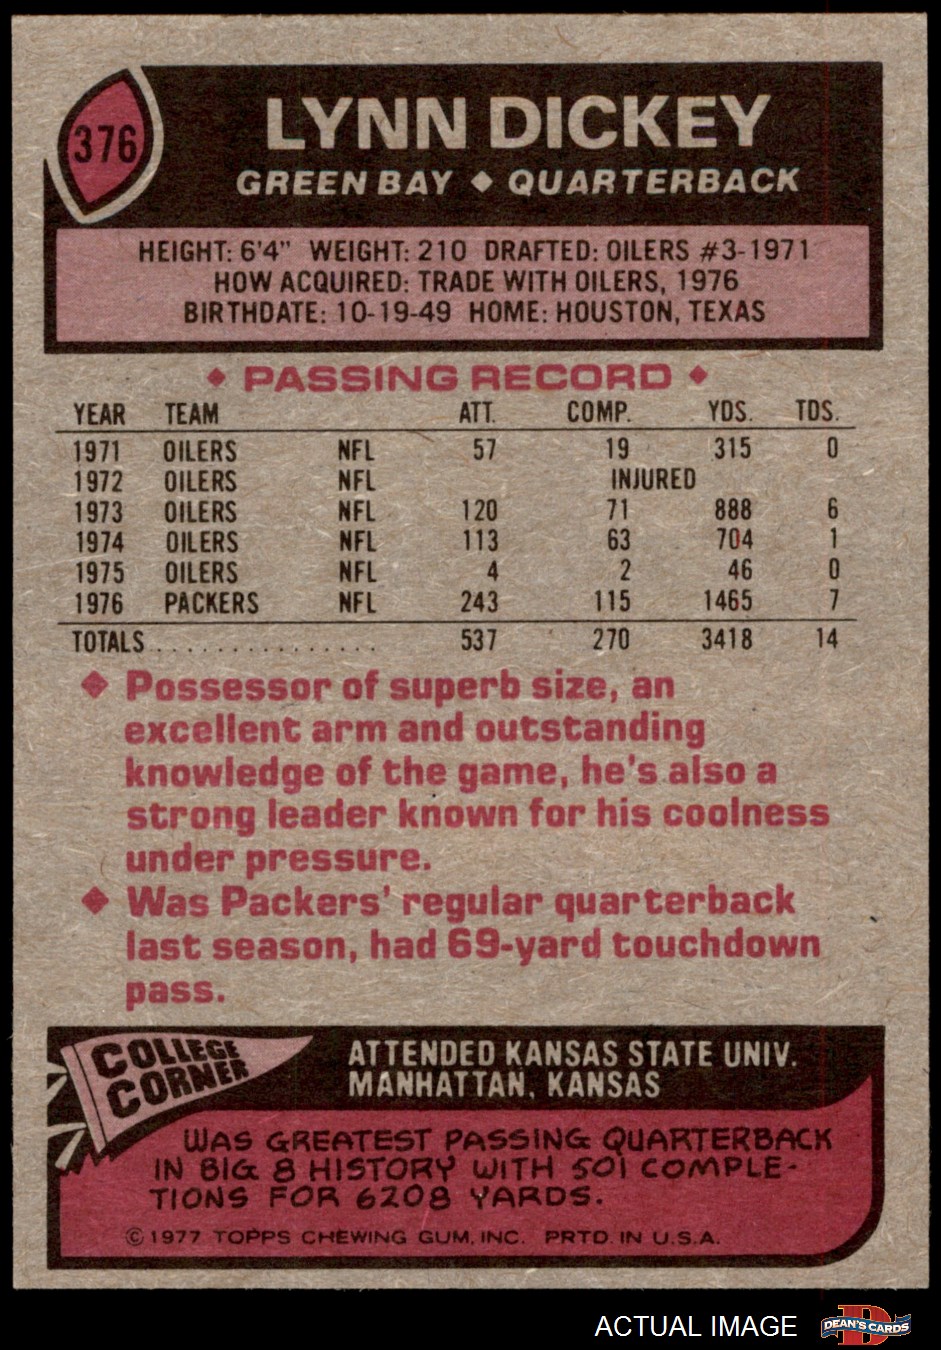 376
LYNN DICKEY
GREEN BAY ◆ QUARTERBACK
HEIGHT: 6'4" WEIGHT: 210 DRAFTED: OILERS #3-1971
HOW ACQUIRED: TRADE WITH OILERS, 1976
BIRTHDATE: 10-19-49 HOME: HOUSTON, TEXAS
◆ PASSING RECORD ◆
YEAR TEAM ATT. COMP. YDS. TDS.
1971 OILERS NFL 57 19 315 0
1972 OILERS NFL INJURED
1973 OILERS NFL 120 71 888 6
1974 OILERS NFL 113 63 704 1
1975 OILERS NFL 4 2 46 0
1976 PACKERS NFL 243 115 1465 7
TOTALS............... 537 270 3418 14
◆ Possessor of superb size, an
excellent arm and outstanding
knowledge of the game, he's also a
strong leader known for his coolness
under pressure.
◆ Was Packers' regular quarterback
last season, had 69-yard touchdown
pass.
COLLEGE
CORNER
ATTENDED KANSAS STATE UNIV.
MANHATTAN, KANSAS
WAS GREATEST PASSING QUARTERBACK
IN BIG 8 HISTORY WITH 501 COMPLE-
TIONS FOR 6208 YARDS.
© 1977 TOPPS CHEWING GUM, INC. PRTD. IN U.S.A.
ACTUAL IMAGE
D
DEAN'S CARDS